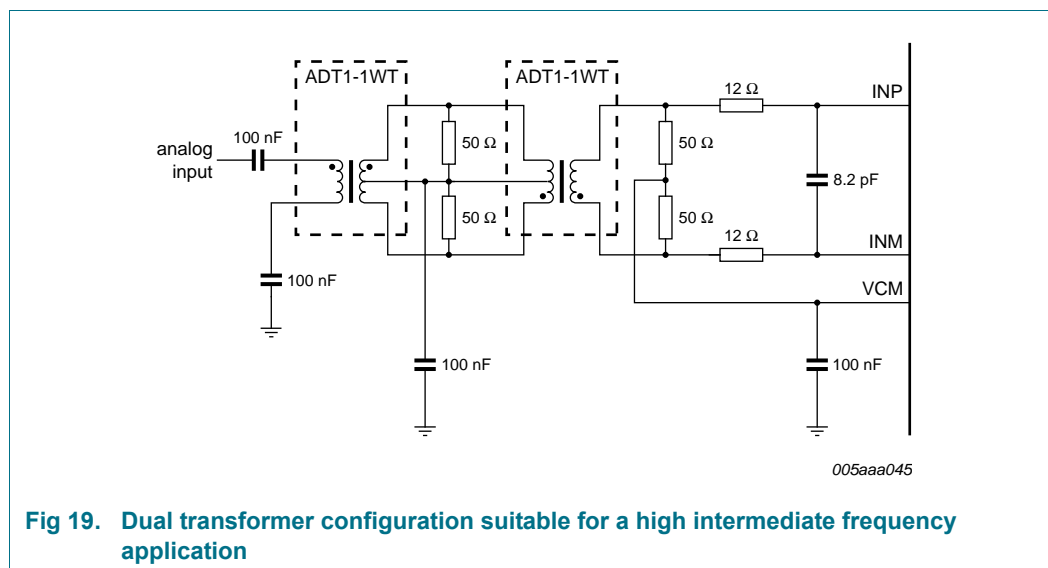 ADT1-1WT
ADT1-1WT
12 Ω
INP
100 nF
analog
input
50 Ω
50 Ω
8.2 pF
50 Ω
50 Ω
12 Ω
INM
100 nF
VCM
100 nF
100 nF
005aaa045
Fig 19. Dual transformer configuration suitable for a high intermediate frequency
application